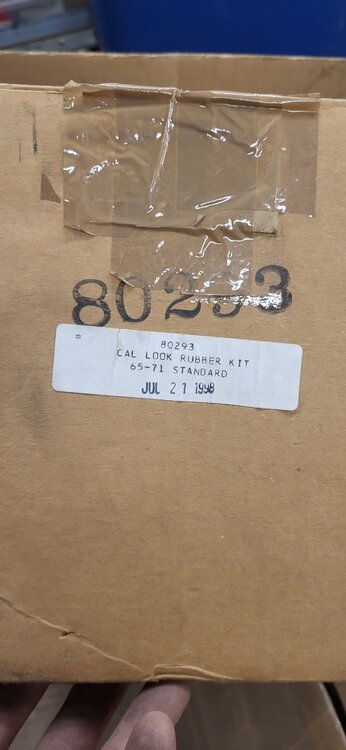 80293
* 80293
CAL LOOK RUBBER KIT
65-71 STANDARD
JUL 21 1998